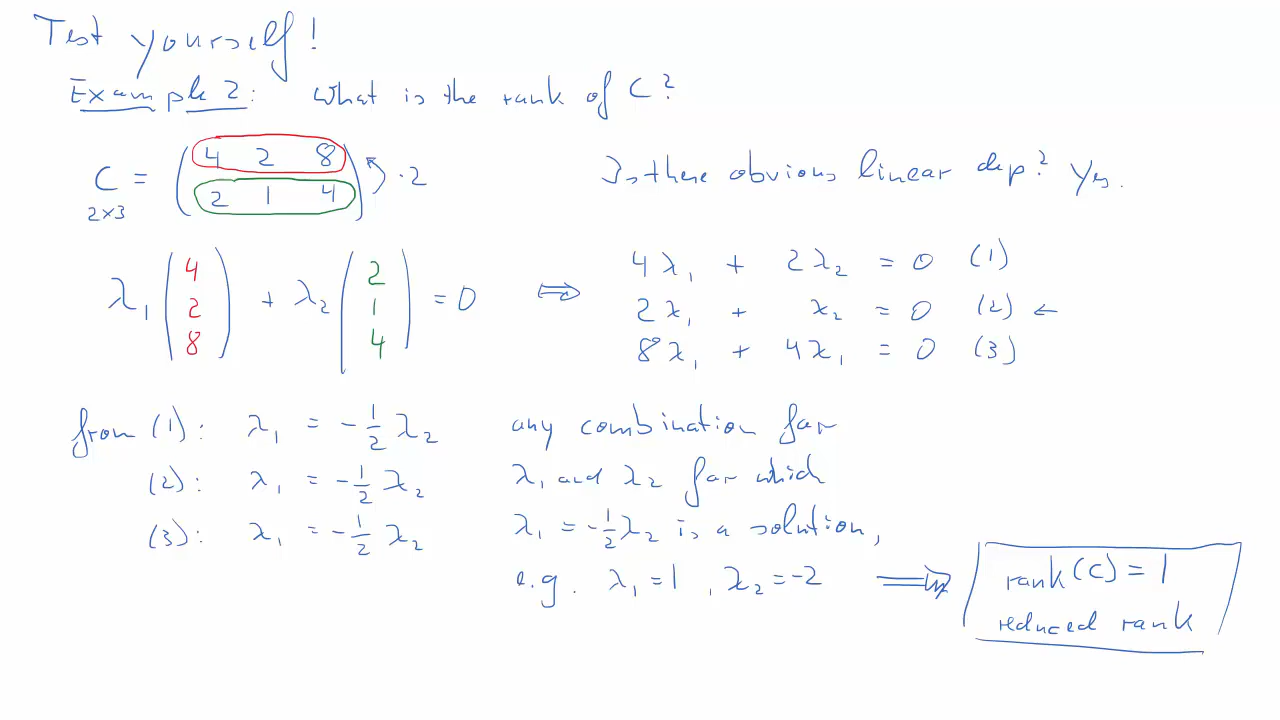 Test yourself!
Example 2: What is the rank of C?
C = ( 4 2 8 ) · 2 Is there obvious linear dep? Yes.
2×3 ( 2 1 4 )
4λ₁ + 2λ₂ = 0 (1)
λ₁ ( 4 2 8 ) + λ₂ ( 2 1 4 ) = 0 ⇔ 2λ₁ + λ₂ = 0 (2) ←
8λ₁ + 4λ₁ = 0 (3)
from (1): λ₁ = -1/2 λ₂ any combination for
(2): λ₁ = -1/2 λ₂ λ₁ and λ₂ for which
(3): λ₁ = -1/2 λ₂ λ₁ = -1/2 λ₂ is a solution,
e.g. λ₁ = 1, λ₂ = -2 ⇒ rank(C) = 1
reduced rank